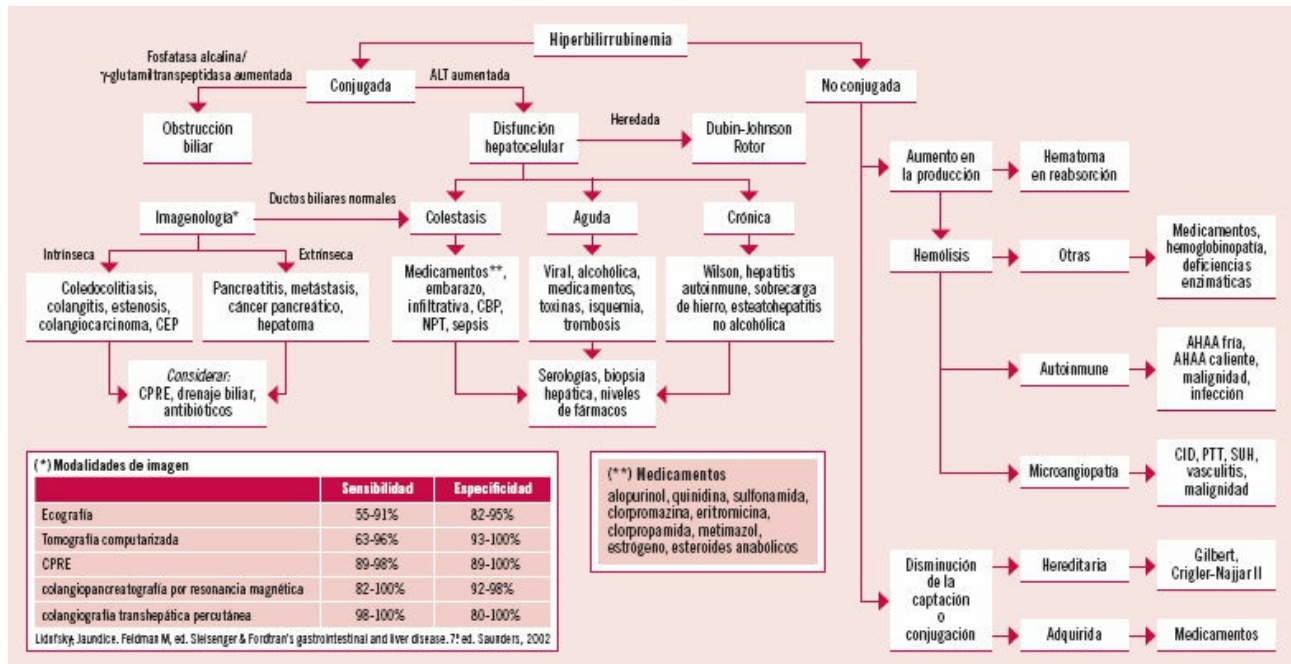 Hiperbilirrubinemia
Fosfatasa alcalina/
γ-glutamiltranspeptidasa aumentada
Conjugada
ALT aumentada
No conjugada
Obstrucción
biliar
Disfunción
hepatocelular
Heredada
Dubin-Johnson
Rotor
Aumento en
la producción
Hematoma
en reabsorción
Imagenología*
Ductos biliares normales
Colestasis
Aguda
Crónica
Hemólisis
Otras
Medicamentos,
hemoglobinopatía,
deficiencias
enzimáticas
Intrínseca
Extrínseca
Coledocolitiasis,
colangitis, estenosis,
colangiocarcinoma, CEP
Pancreatitis, metástasis,
cáncer pancreático,
hepatoma
Medicamentos**,
embarazo,
infiltrativa, CBP,
NPT, sepsis
Viral, alcohólica,
medicamentos,
toxinas, isquemia,
trombosis
Wilson, hepatitis
autoinmune, sobrecarga
de hierro, esteatohepatitis
no alcohólica
Autoinmune
AHAA fría,
AHAA caliente,
malignidad,
infección
Considerar:
CPRE, drenaje biliar,
antibióticos
Serologías, biopsia
hepática, niveles
de fármacos
Microangiopatía
CID, PTT, SUH,
vasculitis,
malignidad
(*) Modalidades de imagen
Sensibilidad Especificidad
Ecografía 55-91% 82-95%
Tomografía computarizada 63-96% 93-100%
CPRE 89-98% 89-100%
colangiopancreatografía por resonancia magnética 82-100% 92-98%
colangiografía transhepática percutánea 98-100% 80-100%
Lidofsky, Jaundice. Feldman M, ed. Sleisenger & Fordtran's gastrointestinal and liver disease. 7ª ed. Saunders, 2002
(**) Medicamentos
alopurinol, quinidina, sulfonamida,
clorpromazina, eritromicina,
clorpropamida, metimazol,
estrógeno, esteroides anabólicos
Disminución
de la
captación
o
conjugación
Hereditaria
Gilbert,
Crigler-Najjar II
Adquirida
Medicamentos